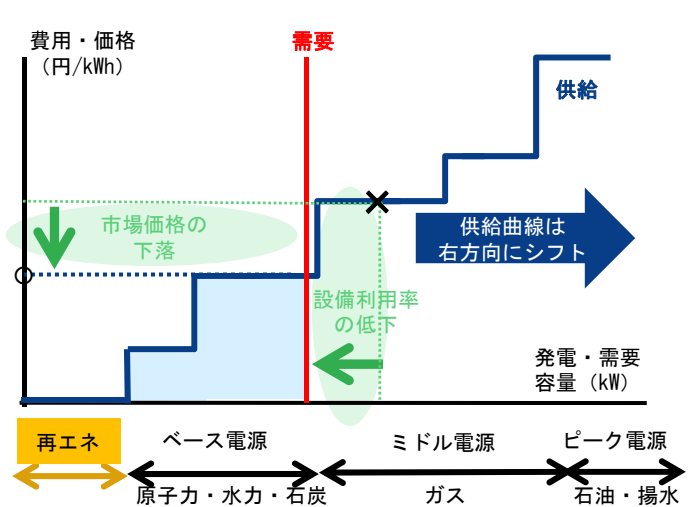 費用・価格
（円/kWh）
需要
供給
市場価格の
下落
供給曲線は
右方向にシフト
設備利用率
の低下
発電・需要
容量（kW）
再エネ
ベース電源
ミドル電源
ピーク電源
原子力・水力・石炭
ガス
石油・揚水